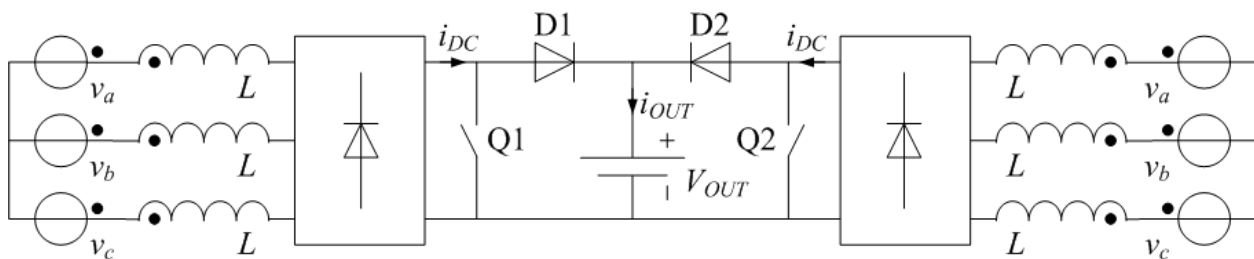 i_DC D1 D2 i_DC
v_a L L v_a
i_OUT
v_b L Q1 + Q2 L v_b
V_OUT
v_c L L v_c